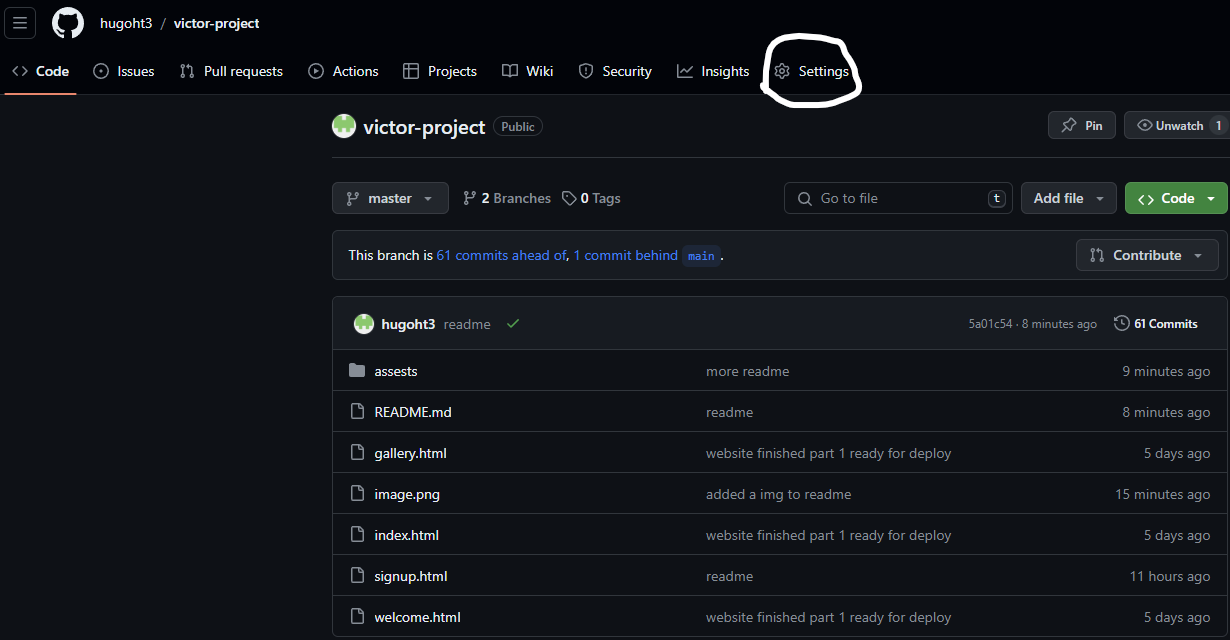 hugoht3 / victor-project
Code Issues Pull requests Actions Projects Wiki Security Insights Settings
victor-project Public Pin Unwatch 1
master 2 Branches 0 Tags Go to file t Add file Code
This branch is 61 commits ahead of, 1 commit behind main . Contribute
hugoht3 readme 5a01c54 · 8 minutes ago 61 Commits
assests more readme 9 minutes ago
README.md readme 8 minutes ago
gallery.html website finished part 1 ready for deploy 5 days ago
image.png added a img to readme 15 minutes ago
index.html website finished part 1 ready for deploy 5 days ago
signup.html readme 11 hours ago
welcome.html website finished part 1 ready for deploy 5 days ago